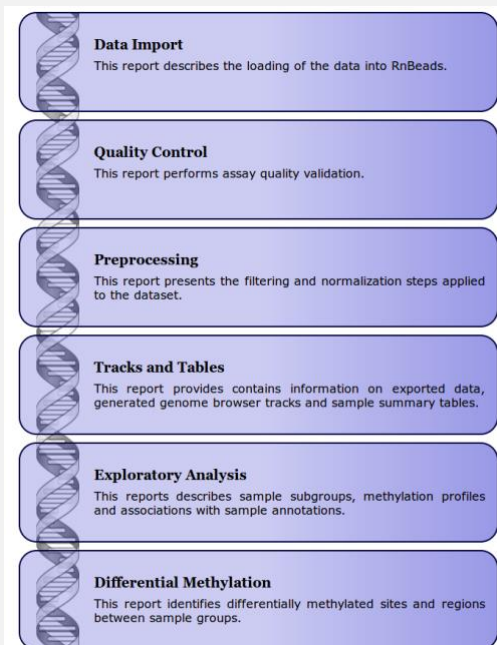 Data Import
This report describes the loading of the data into RnBeads.
Quality Control
This report performs assay quality validation.
Preprocessing
This report presents the filtering and normalization steps applied
to the dataset.
Tracks and Tables
This report provides contains information on exported data,
generated genome browser tracks and sample summary tables.
Exploratory Analysis
This reports describes sample subgroups, methylation profiles
and associations with sample annotations.
Differential Methylation
This report identifies differentially methylated sites and regions
between sample groups.